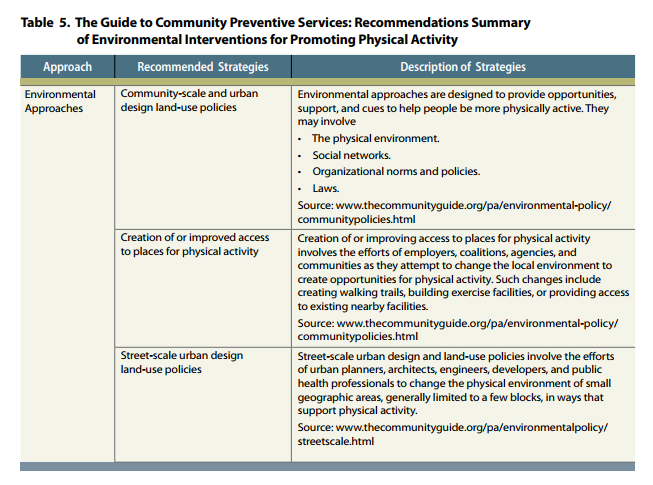 Table 5. The Guide to Community Preventive Services: Recommendations Summary
of Environmental Interventions for Promoting Physical Activity
Approach
Recommended Strategies
Description of Strategies
Environmental
Approaches
Community-scale and urban
design land-use policies
Environmental approaches are designed to provide opportunities,
support, and cues to help people be more physically active. They
may involve
• The physical environment.
• Social networks.
• Organizational norms and policies.
• Laws.
Source: www.thecommunityguide.org/pa/environmental-policy/
communitypolicies.html
Creation of or improved access
to places for physical activity
Creation of or improving access to places for physical activity
involves the efforts of employers, coalitions, agencies, and
communities as they attempt to change the local environment to
create opportunities for physical activity. Such changes include
creating walking trails, building exercise facilities, or providing access
to existing nearby facilities.
Source: www.thecommunityguide.org/pa/environmental-policy/
communitypolicies.html
Street-scale urban design
land-use policies
Street-scale urban design and land-use policies involve the efforts
of urban planners, architects, engineers, developers, and public
health professionals to change the physical environment of small
geographic areas, generally limited to a few blocks, in ways that
support physical activity.
Source: www.thecommunityguide.org/pa/environmentalpolicy/
streetscale.html